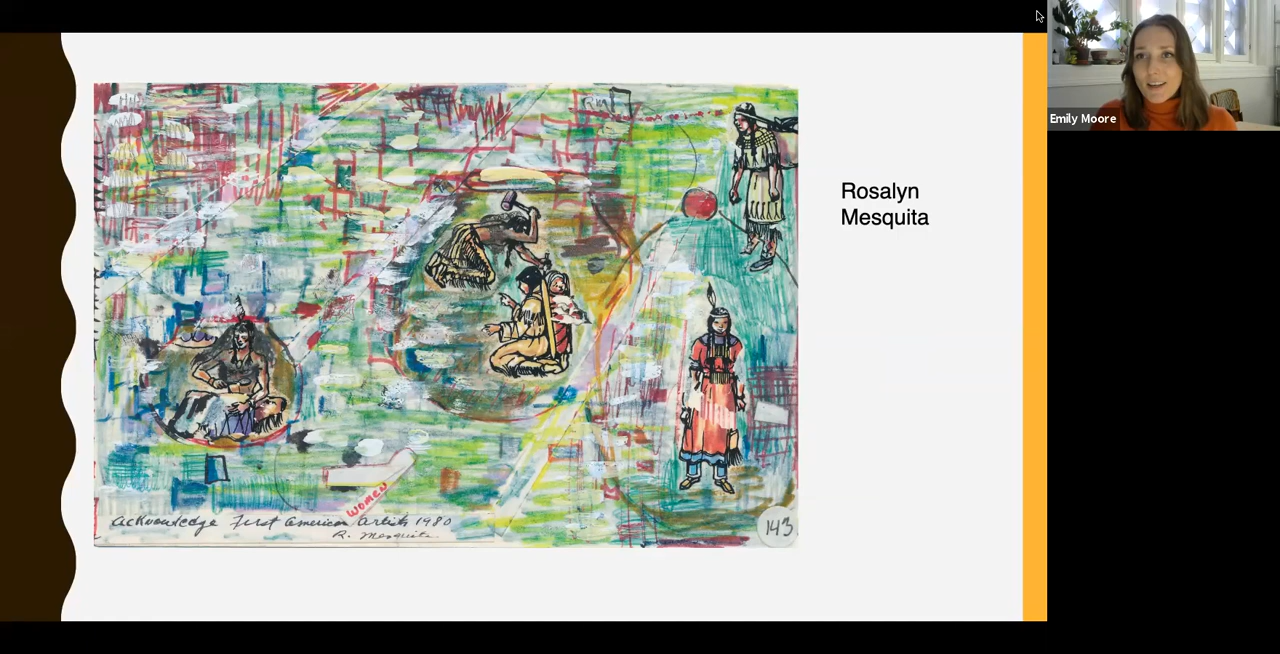 Emily Moore
Rosalyn
Mesquita
WOMEN
Acknowledge First American Artists 1980
R. Mesquita
143